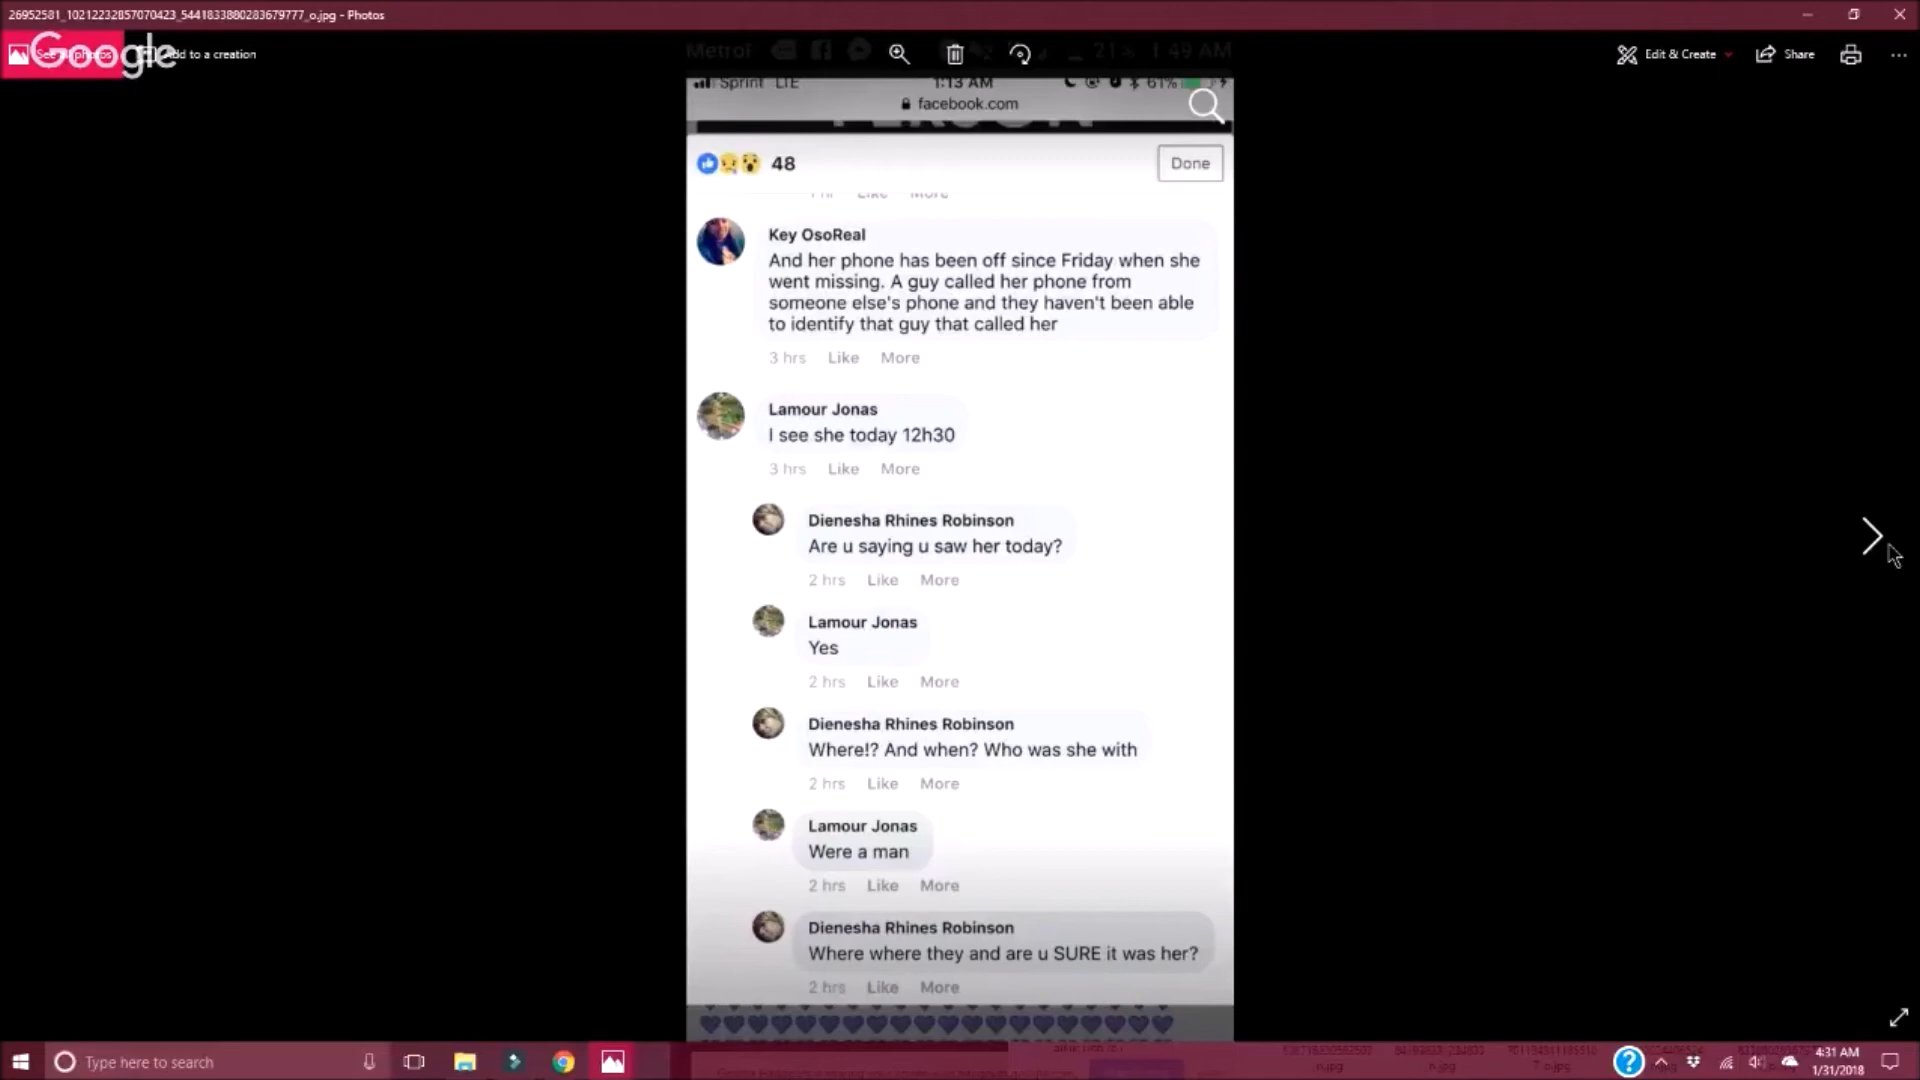 26952581_10212232857070423_5441833880283679777_o.jpg - Photos
Google
Add to a creation
Edit & Create
Share
21% 1:49 AM
Sprint LTE
1:13 AM
61%
facebook.com
48
Done
1 hr Like More
Key OsoReal
And her phone has been off since Friday when she
went missing. A guy called her phone from
someone else's phone and they haven't been able
to identify that guy that called her
3 hrs Like More
Lamour Jonas
I see she today 12h30
3 hrs Like More
Dienesha Rhines Robinson
Are u saying u saw her today?
2 hrs Like More
Lamour Jonas
Yes
2 hrs Like More
Dienesha Rhines Robinson
Where!? And when? Who was she with
2 hrs Like More
Lamour Jonas
Were a man
2 hrs Like More
Dienesha Rhines Robinson
Where where they and are u SURE it was her?
2 hrs Like More
Type here to search
4:31 AM
1/31/2018